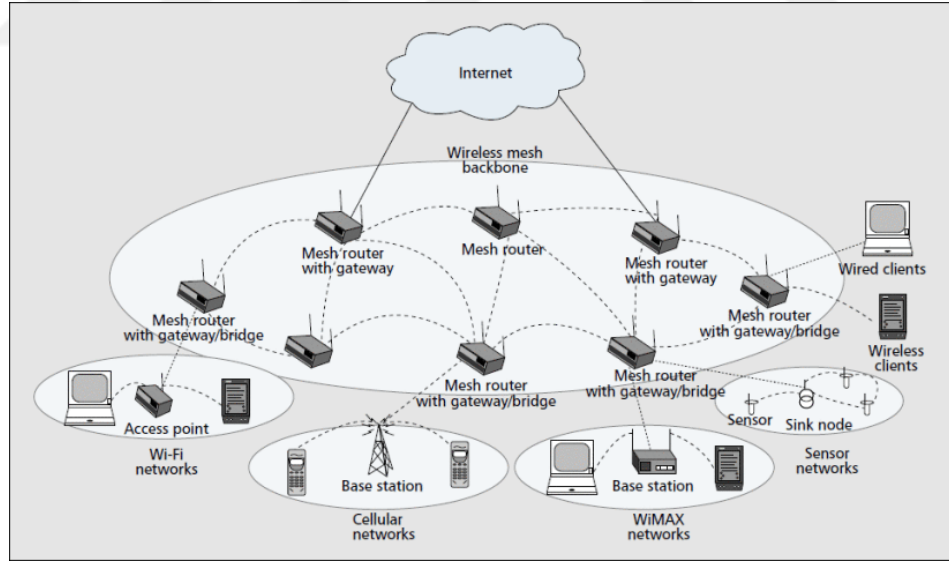 Internet
Wireless mesh
backbone
Mesh router
with gateway
Mesh router
Mesh router
with gateway
Wired clients
Mesh router
with gateway/bridge
Mesh router
with gateway/bridge
Wireless
clients
Mesh router
with gateway/bridge
Mesh router
with gateway/bridge
Access point
Wi-Fi
networks
Sensor
Sink node
Sensor
networks
Base station
Cellular
networks
Base station
WiMAX
networks